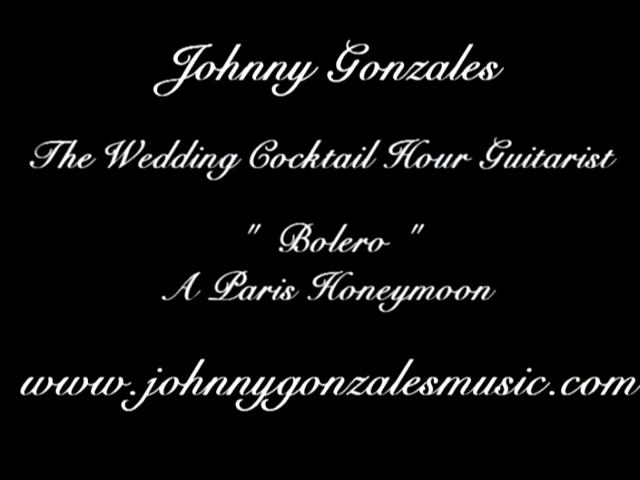 Johnny Gonzales
The Wedding Cocktail Hour Guitarist
" Bolero "
A Paris Honeymoon
www.johnnygonzalesmusic.com